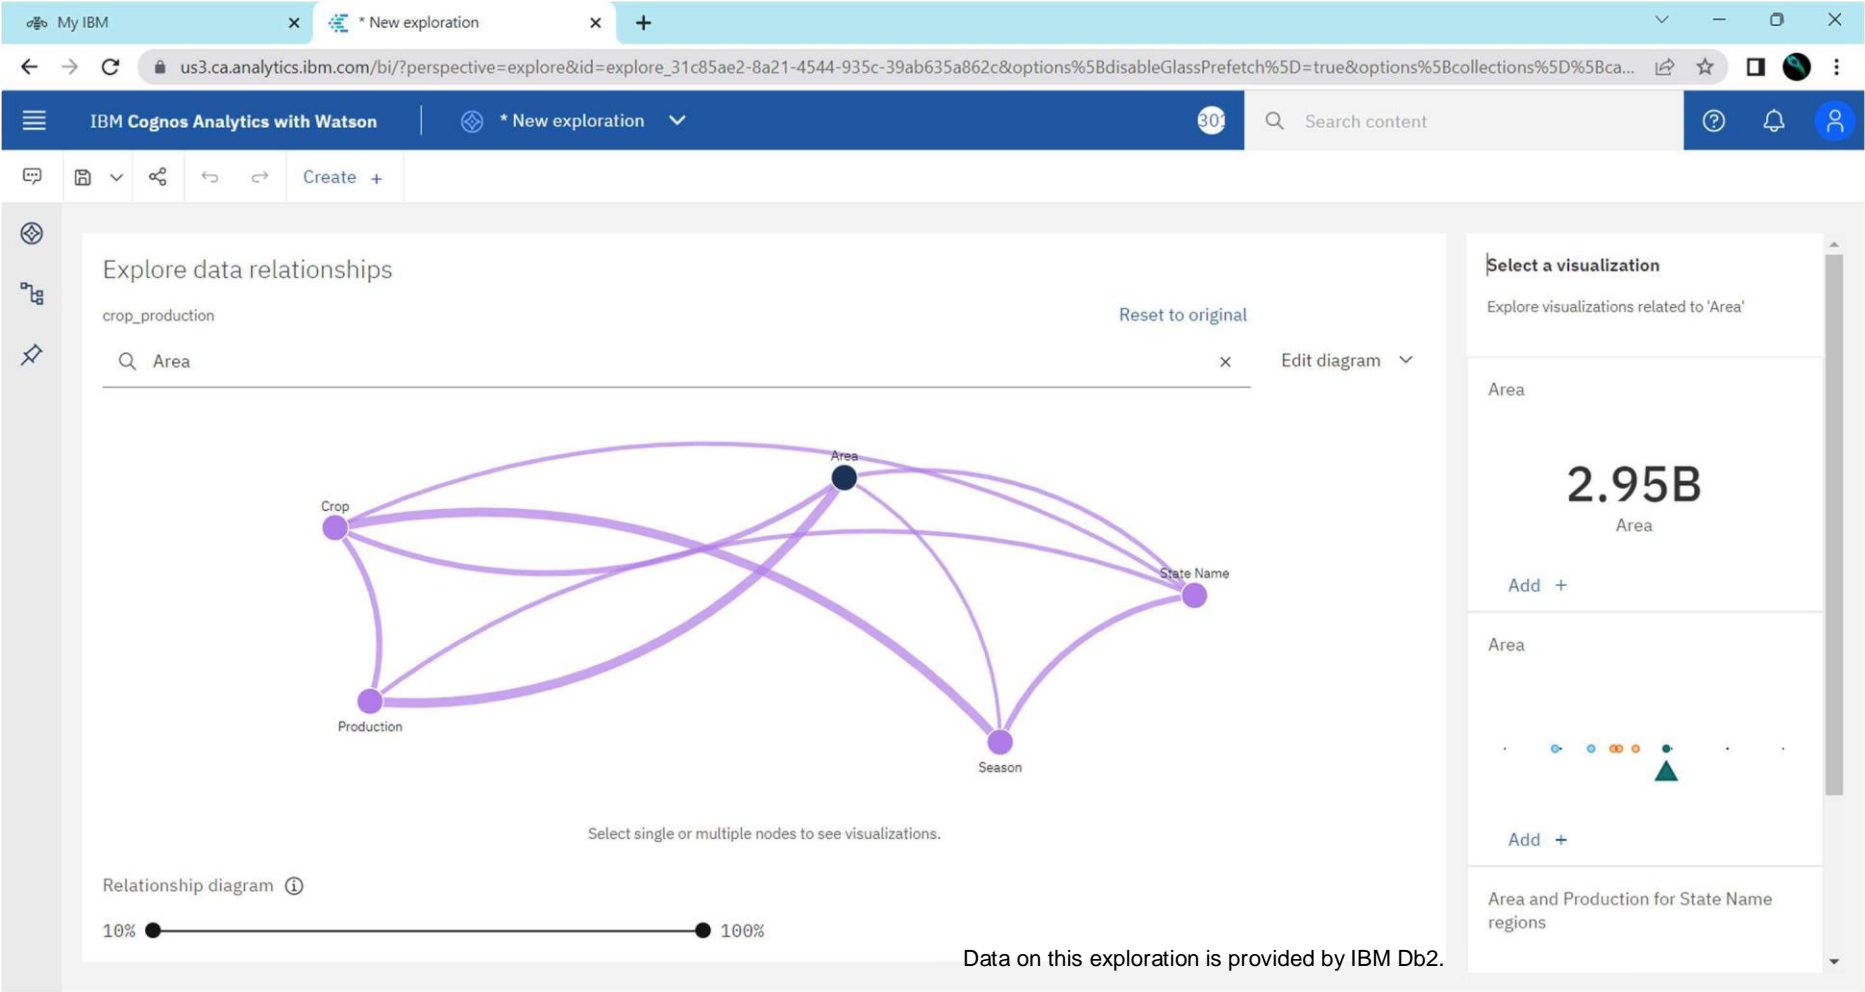 My IBM
* New exploration
us3.ca.analytics.ibm.com/bi/?perspective=explore&id=explore_31c85ae2-8a21-4544-935c-39ab635a862c&options%5BdisableGlassPrefetch%5D=true&options%5Bcollections%5D%5Bca...
IBM Cognos Analytics with Watson
* New exploration
301
Search content
Create +
Explore data relationships
crop_production
Reset to original
Area
Edit diagram
Area
Crop
State Name
Production
Season
Select single or multiple nodes to see visualizations.
Relationship diagram
10%
100%
Data on this exploration is provided by IBM Db2.
Select a visualization
Explore visualizations related to 'Area'
Area
2.95B
Area
Add +
Area
Add +
Area and Production for State Name
regions